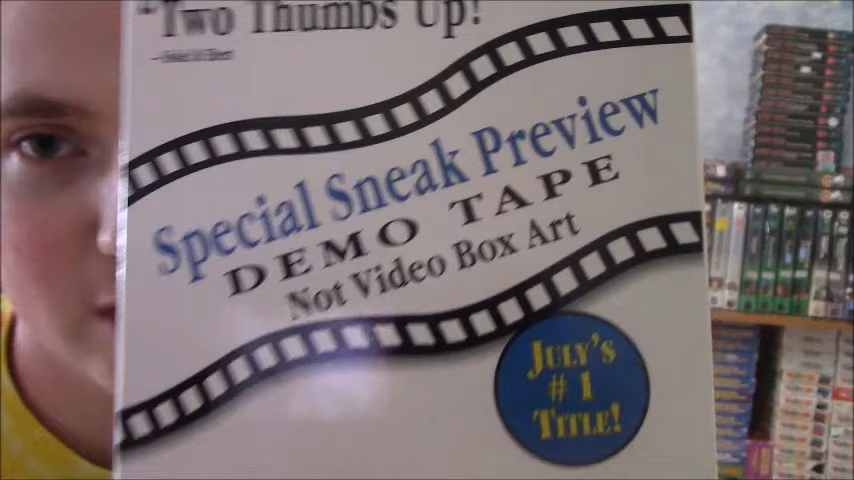 Two Thumbs Up!
Special Sneak Preview
DEMO TAPE
Not Video Box Art
JULY'S
# 1
TITLE!